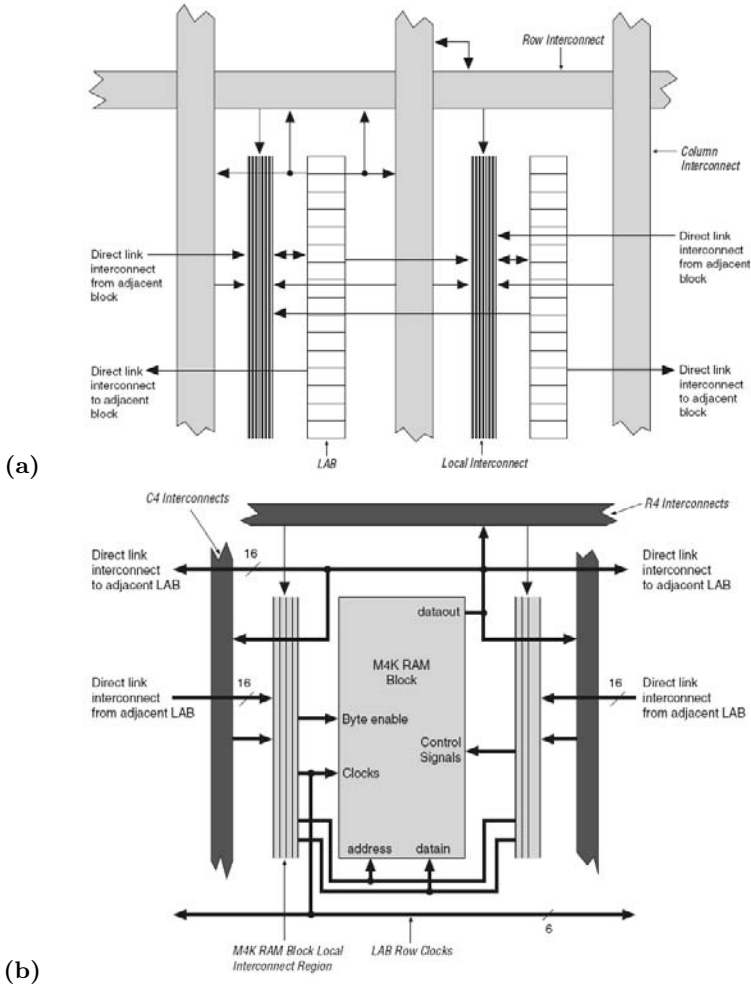 Row Interconnect
Column
Interconnect
Direct link
interconnect
from adjacent
block
Direct link
interconnect
from adjacent
block
Direct link
interconnect
to adjacent
block
Direct link
interconnect
to adjacent
block
LAB
Local Interconnect
(a)
C4 Interconnects
R4 Interconnects
Direct link
interconnect
to adjacent LAB
16
Direct link
interconnect
to adjacent LAB
dataout
M4K RAM
Block
Direct link
interconnect
from adjacent LAB
16
16
Direct link
interconnect
from adjacent LAB
Byte enable
Control
Signals
Clocks
address
datain
6
M4K RAM Block Local
Interconnect Region
LAB Row Clocks
(b)